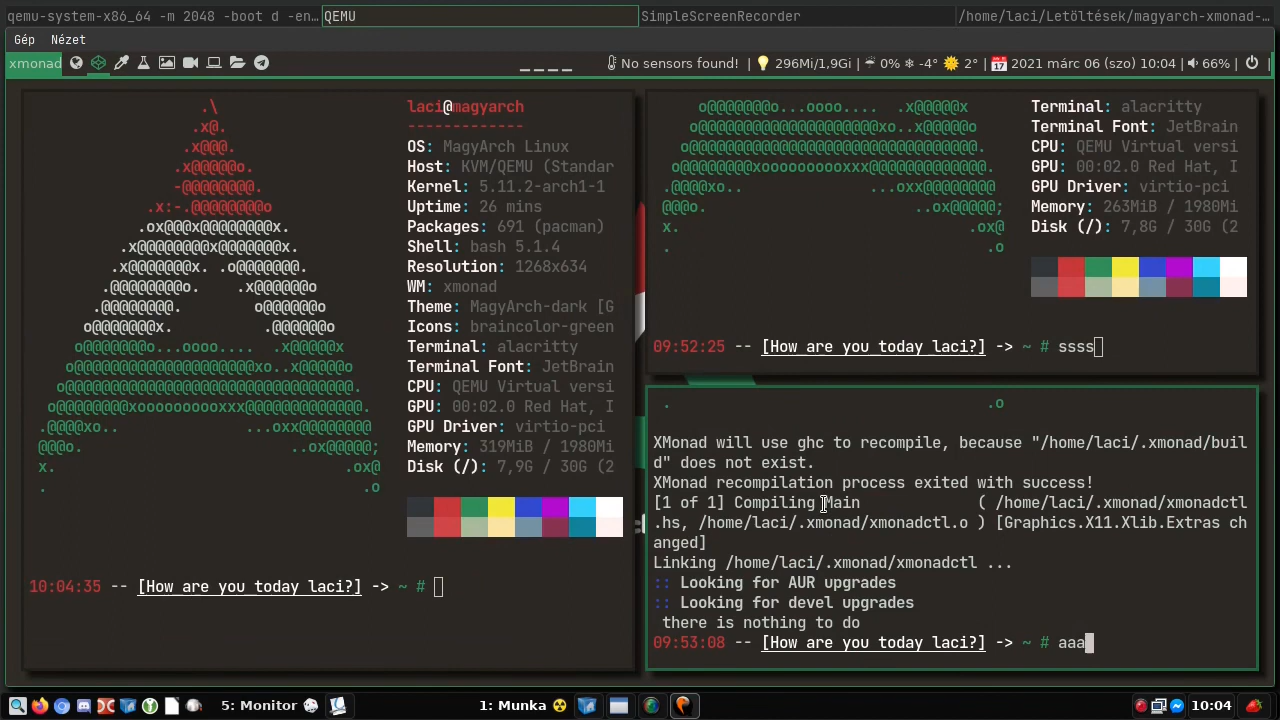 qemu-system-x86_64 -m 2048 -boot d -en... QEMU SimpleScreenRecorder /home/laci/Letöltések/magyarch-xmonad-...
Gép Nézet
xmonad No sensors found! | 296Mi/1,9Gi | 0% -4° 2° | 2021 márc 06 (szo) 10:04 | 66% | |
laci@magyarch
-------------
OS: MagyArch Linux
Host: KVM/QEMU (Standar
Kernel: 5.11.2-arch1-1
Uptime: 26 mins
Packages: 691 (pacman)
Shell: bash 5.1.4
Resolution: 1268x634
WM: xmonad
Theme: MagyArch-dark [G
Icons: braincolor-green
Terminal: alacritty
Terminal Font: JetBrain
CPU: QEMU Virtual versi
GPU: 00:02.0 Red Hat, I
GPU Driver: virtio-pci
Memory: 319MiB / 1980Mi
Disk (/): 7,9G / 30G (2
10:04:35 -- [How are you today laci?] -> ~ #
Terminal: alacritty
Terminal Font: JetBrain
CPU: QEMU Virtual versi
GPU: 00:02.0 Red Hat, I
GPU Driver: virtio-pci
Memory: 263MiB / 1980Mi
Disk (/): 7,8G / 30G (2
09:52:25 -- [How are you today laci?] -> ~ # ssss
. .o
XMonad will use ghc to recompile, because "/home/laci/.xmonad/buil
d" does not exist.
XMonad recompilation process exited with success!
[1 of 1] Compiling Main ( /home/laci/.xmonad/xmonadctl
.hs, /home/laci/.xmonad/xmonadctl.o ) [Graphics.X11.Xlib.Extras ch
anged]
Linking /home/laci/.xmonad/xmonadctl ...
:: Looking for AUR upgrades
:: Looking for devel upgrades
there is nothing to do
09:53:08 -- [How are you today laci?] -> ~ # aaa
5: Monitor 1: Munka 10:04